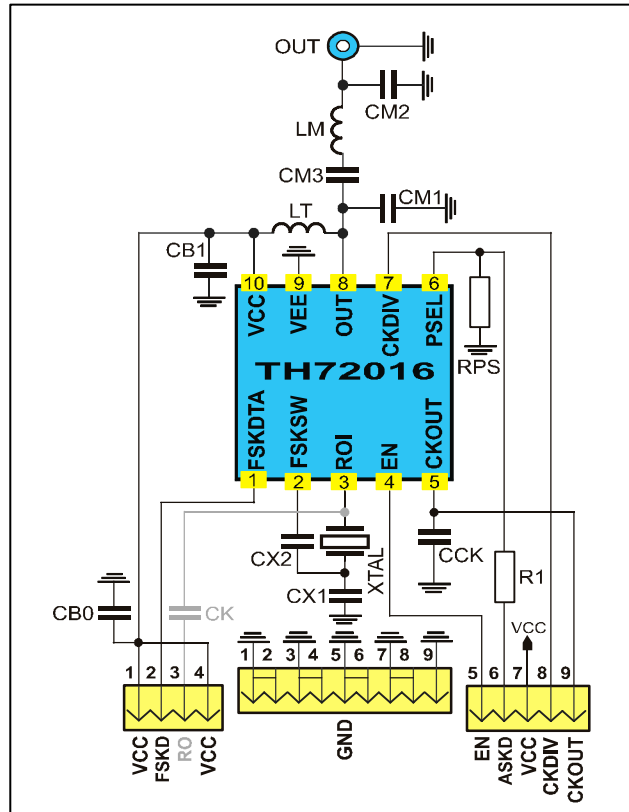 OUT
CM2
LM
CM3
CM1
LT
CB1
10 9 8 7 6
VCC VEE OUT CKDIV PSEL
RPS
TH72016
FSKDTA FSKSW ROI EN CKOUT
1 2 3 4 5
CX2
XTAL
CCK
R1
CX1
CB0
CK
VCC
1 2 3 4
1 2 3 4 5 6 7 8 9
5 6 7 8 9
VCC FSKD RO VCC
GND
EN ASKD VCC CKDIV CKOUT